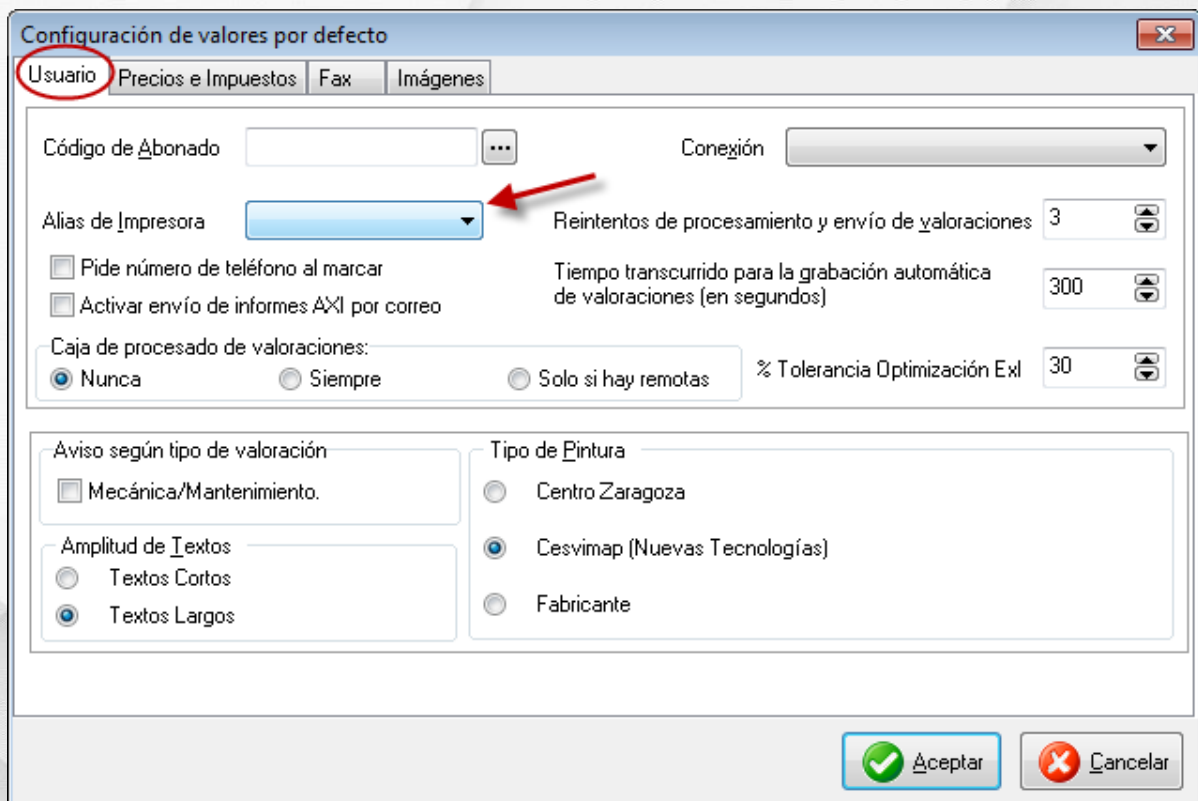 Configuración de valores por defecto
Usuario Precios e Impuestos Fax Imágenes
Código de Abonado ... Conexión
Alias de Impresora Reintentos de procesamiento y envío de valoraciones 3
Pide número de teléfono al marcar
Activar envío de informes AXI por correo
Tiempo transcurrido para la grabación automática
de valoraciones (en segundos) 300
Caja de procesado de valoraciones:
Nunca Siempre Solo si hay remotas
% Tolerancia Optimización Exl 30
Aviso según tipo de valoración
Mecánica/Mantenimiento.
Amplitud de Textos
Textos Cortos
Textos Largos
Tipo de Pintura
Centro Zaragoza
Cesvimap (Nuevas Tecnologías)
Fabricante
Aceptar Cancelar